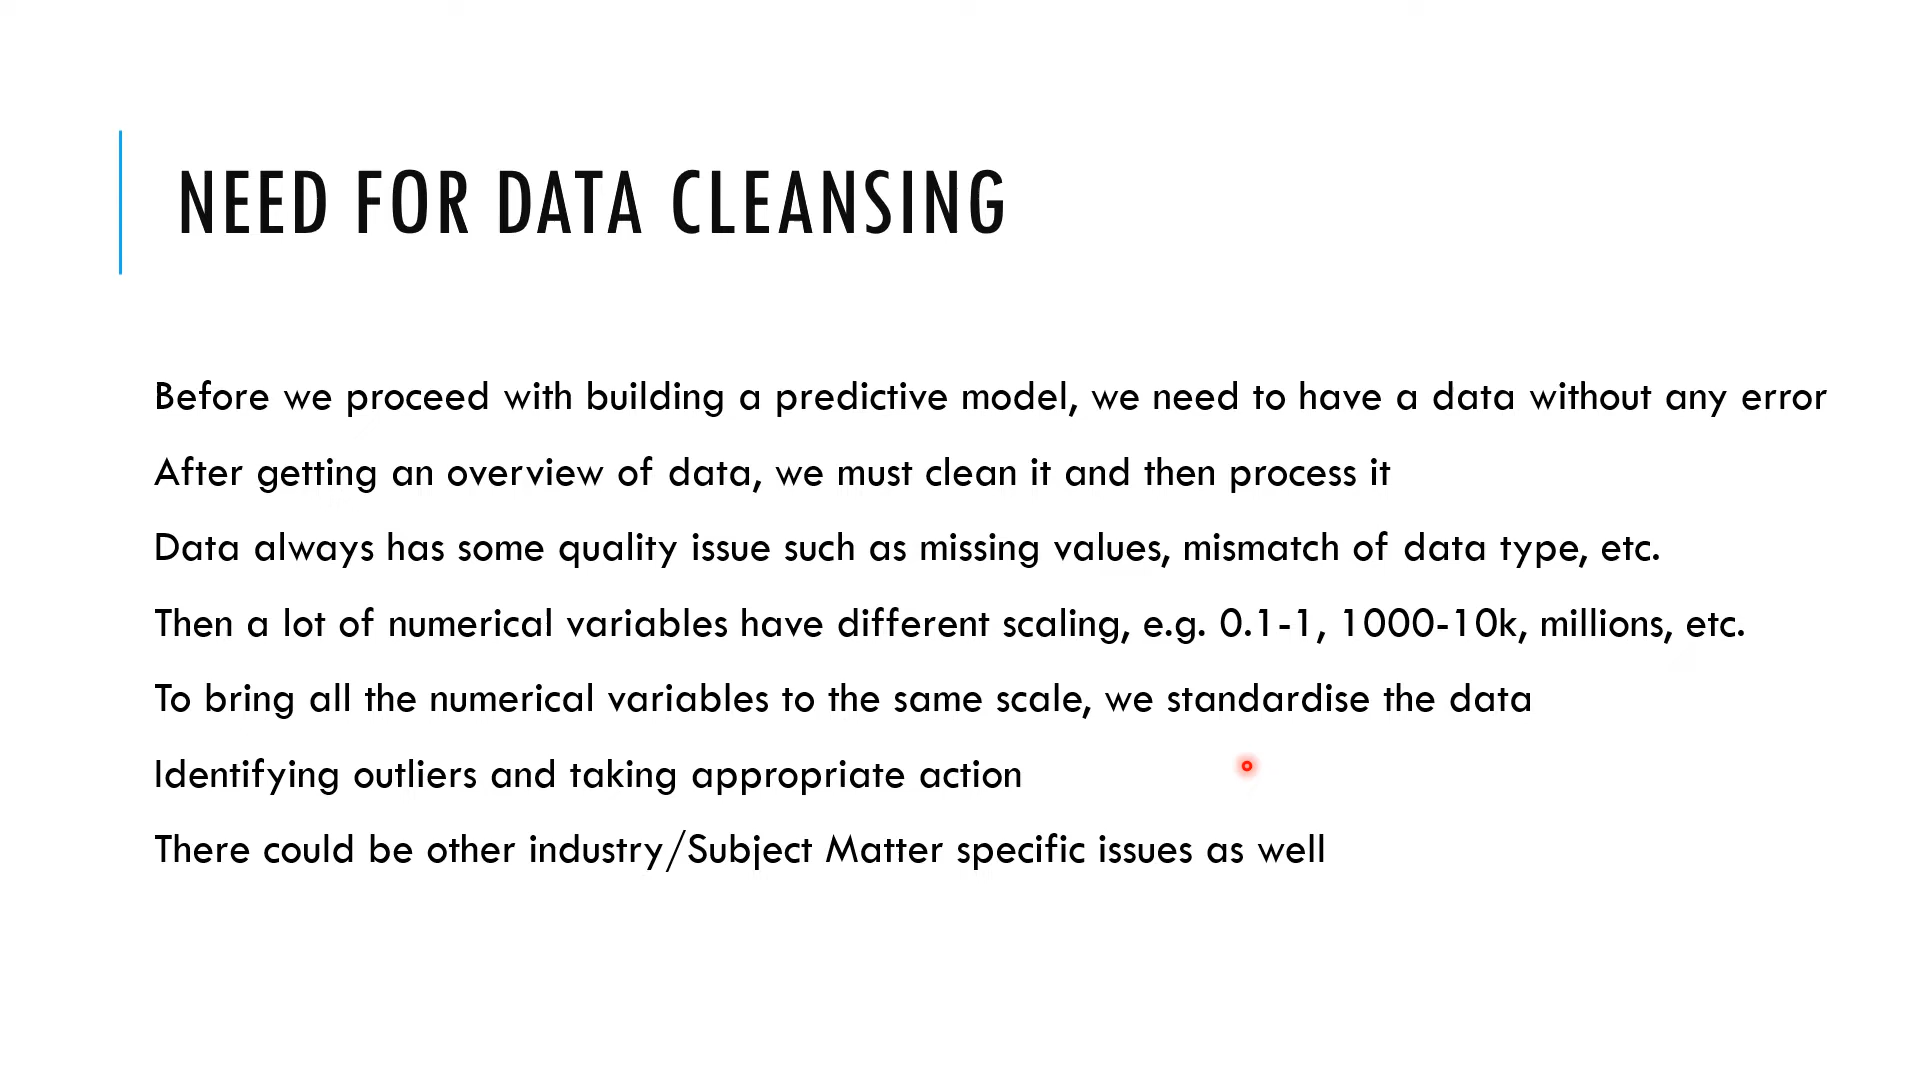 NEED FOR DATA CLEANSING
Before we proceed with building a predictive model, we need to have a data without any error
After getting an overview of data, we must clean it and then process it
Data always has some quality issue such as missing values, mismatch of data type, etc.
Then a lot of numerical variables have different scaling, e.g. 0.1-1, 1000-10k, millions, etc.
To bring all the numerical variables to the same scale, we standardise the data
Identifying outliers and taking appropriate action
There could be other industry/Subject Matter specific issues as well